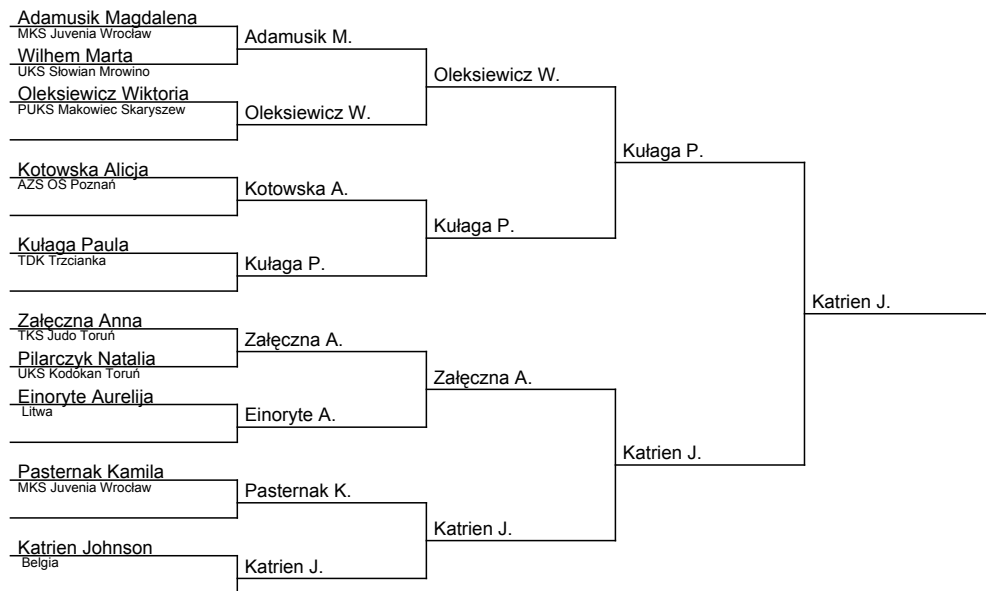 Adamusik Magdalena
MKS Juvenia Wrocław
Wilhem Marta
UKS Słowian Mrowino
Oleksiewicz Wiktoria
PUKS Makowiec Skaryszew
Kotowska Alicja
AZS OŚ Poznań
Kułaga Paula
TDK Trzcianka
Załęczna Anna
TKS Judo Toruń
Pilarczyk Natalia
UKS Kodokan Toruń
Einoryte Aurelija
Litwa
Pasternak Kamila
MKS Juvenia Wrocław
Katrien Johnson
Belgia
Adamusik M.
Oleksiewicz W.
Kotowska A.
Kułaga P.
Załęczna A.
Einoryte A.
Pasternak K.
Katrien J.
Oleksiewicz W.
Kułaga P.
Załęczna A.
Katrien J.
Kułaga P.
Katrien J.
Katrien J.